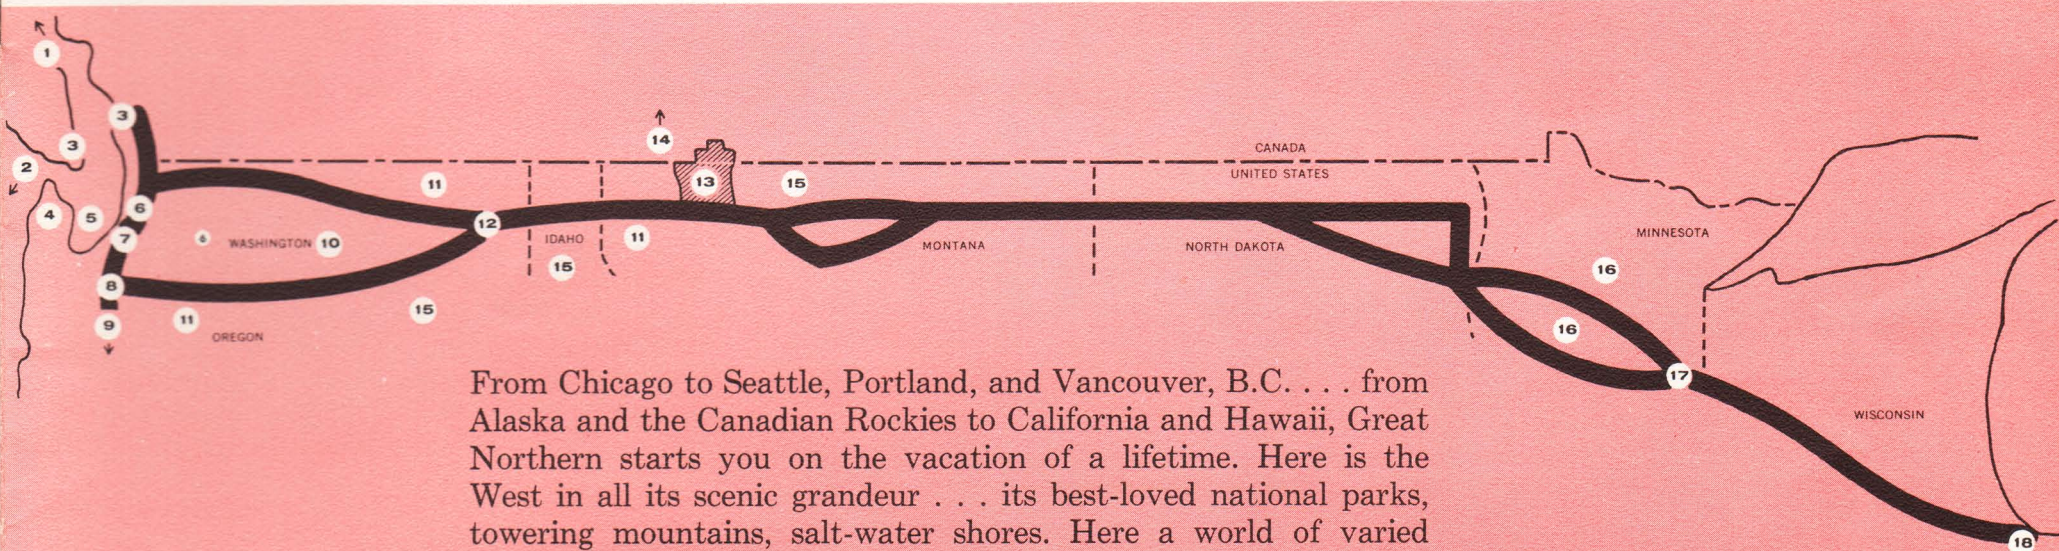 1
3
3
14
CANADA
2
11
13
15
UNITED STATES
4
5
6
12
7
6
WASHINGTON
10
IDAHO
11
MONTANA
NORTH DAKOTA
MINNESOTA
15
16
8
15
9
11
OREGON
16
17
WISCONSIN
18
From Chicago to Seattle, Portland, and Vancouver, B.C. . . . from
Alaska and the Canadian Rockies to California and Hawaii, Great
Northern starts you on the vacation of a lifetime. Here is the
West in all its scenic grandeur . . . its best-loved national parks,
towering mountains, salt-water shores. Here a world of varied